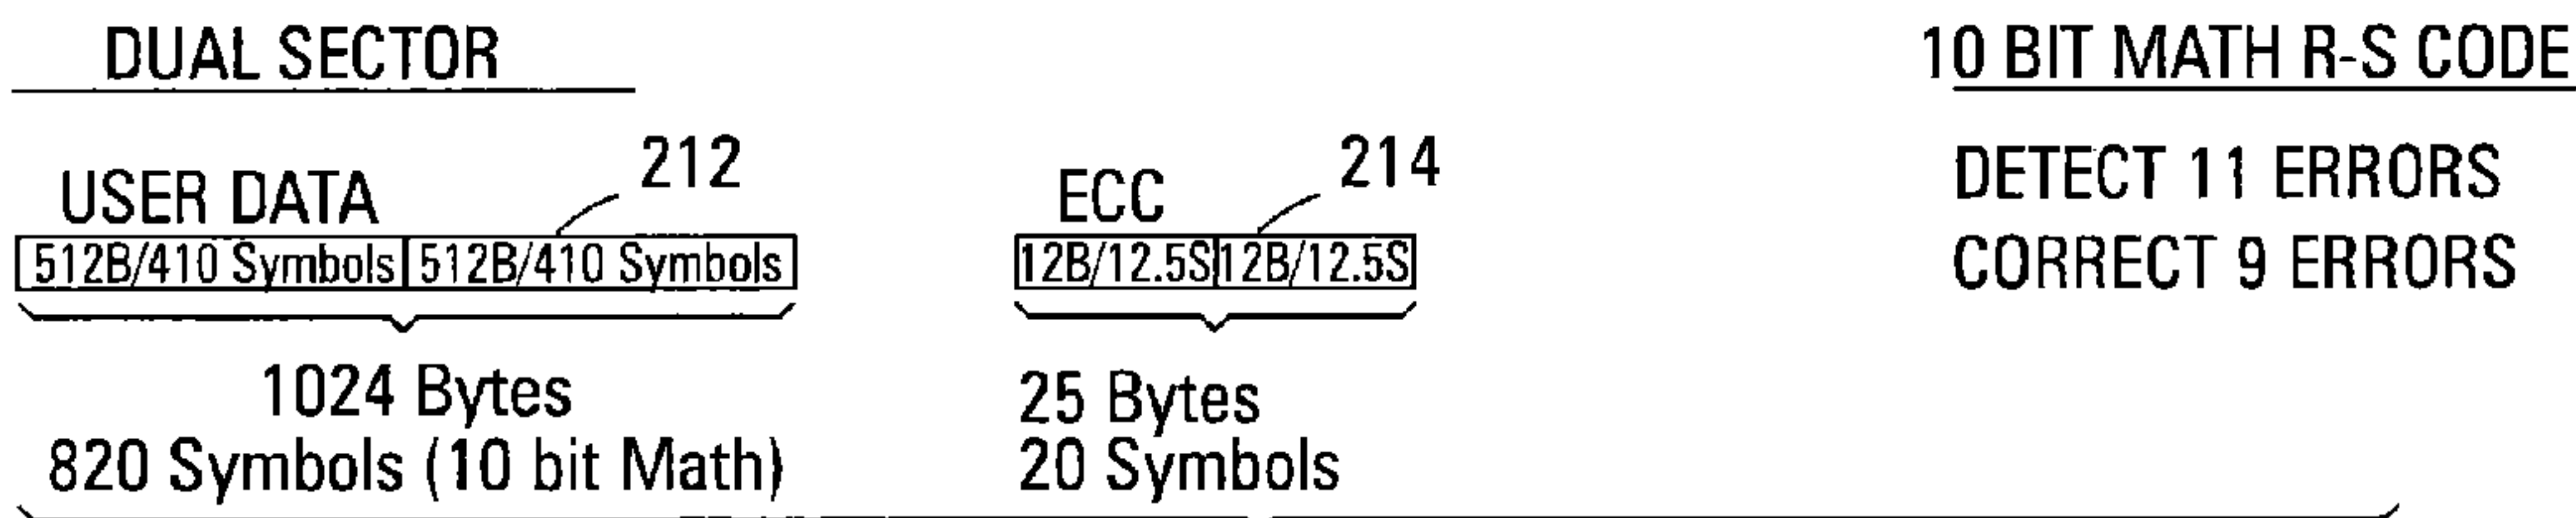 DUAL SECTOR
10 BIT MATH R-S CODE
USER DATA
212
ECC
214
DETECT 11 ERRORS
512B/410 Symbols 512B/410 Symbols
12B/12.5S 12B/12.5S
CORRECT 9 ERRORS
1024 Bytes
820 Symbols (10 bit Math)
25 Bytes
20 Symbols